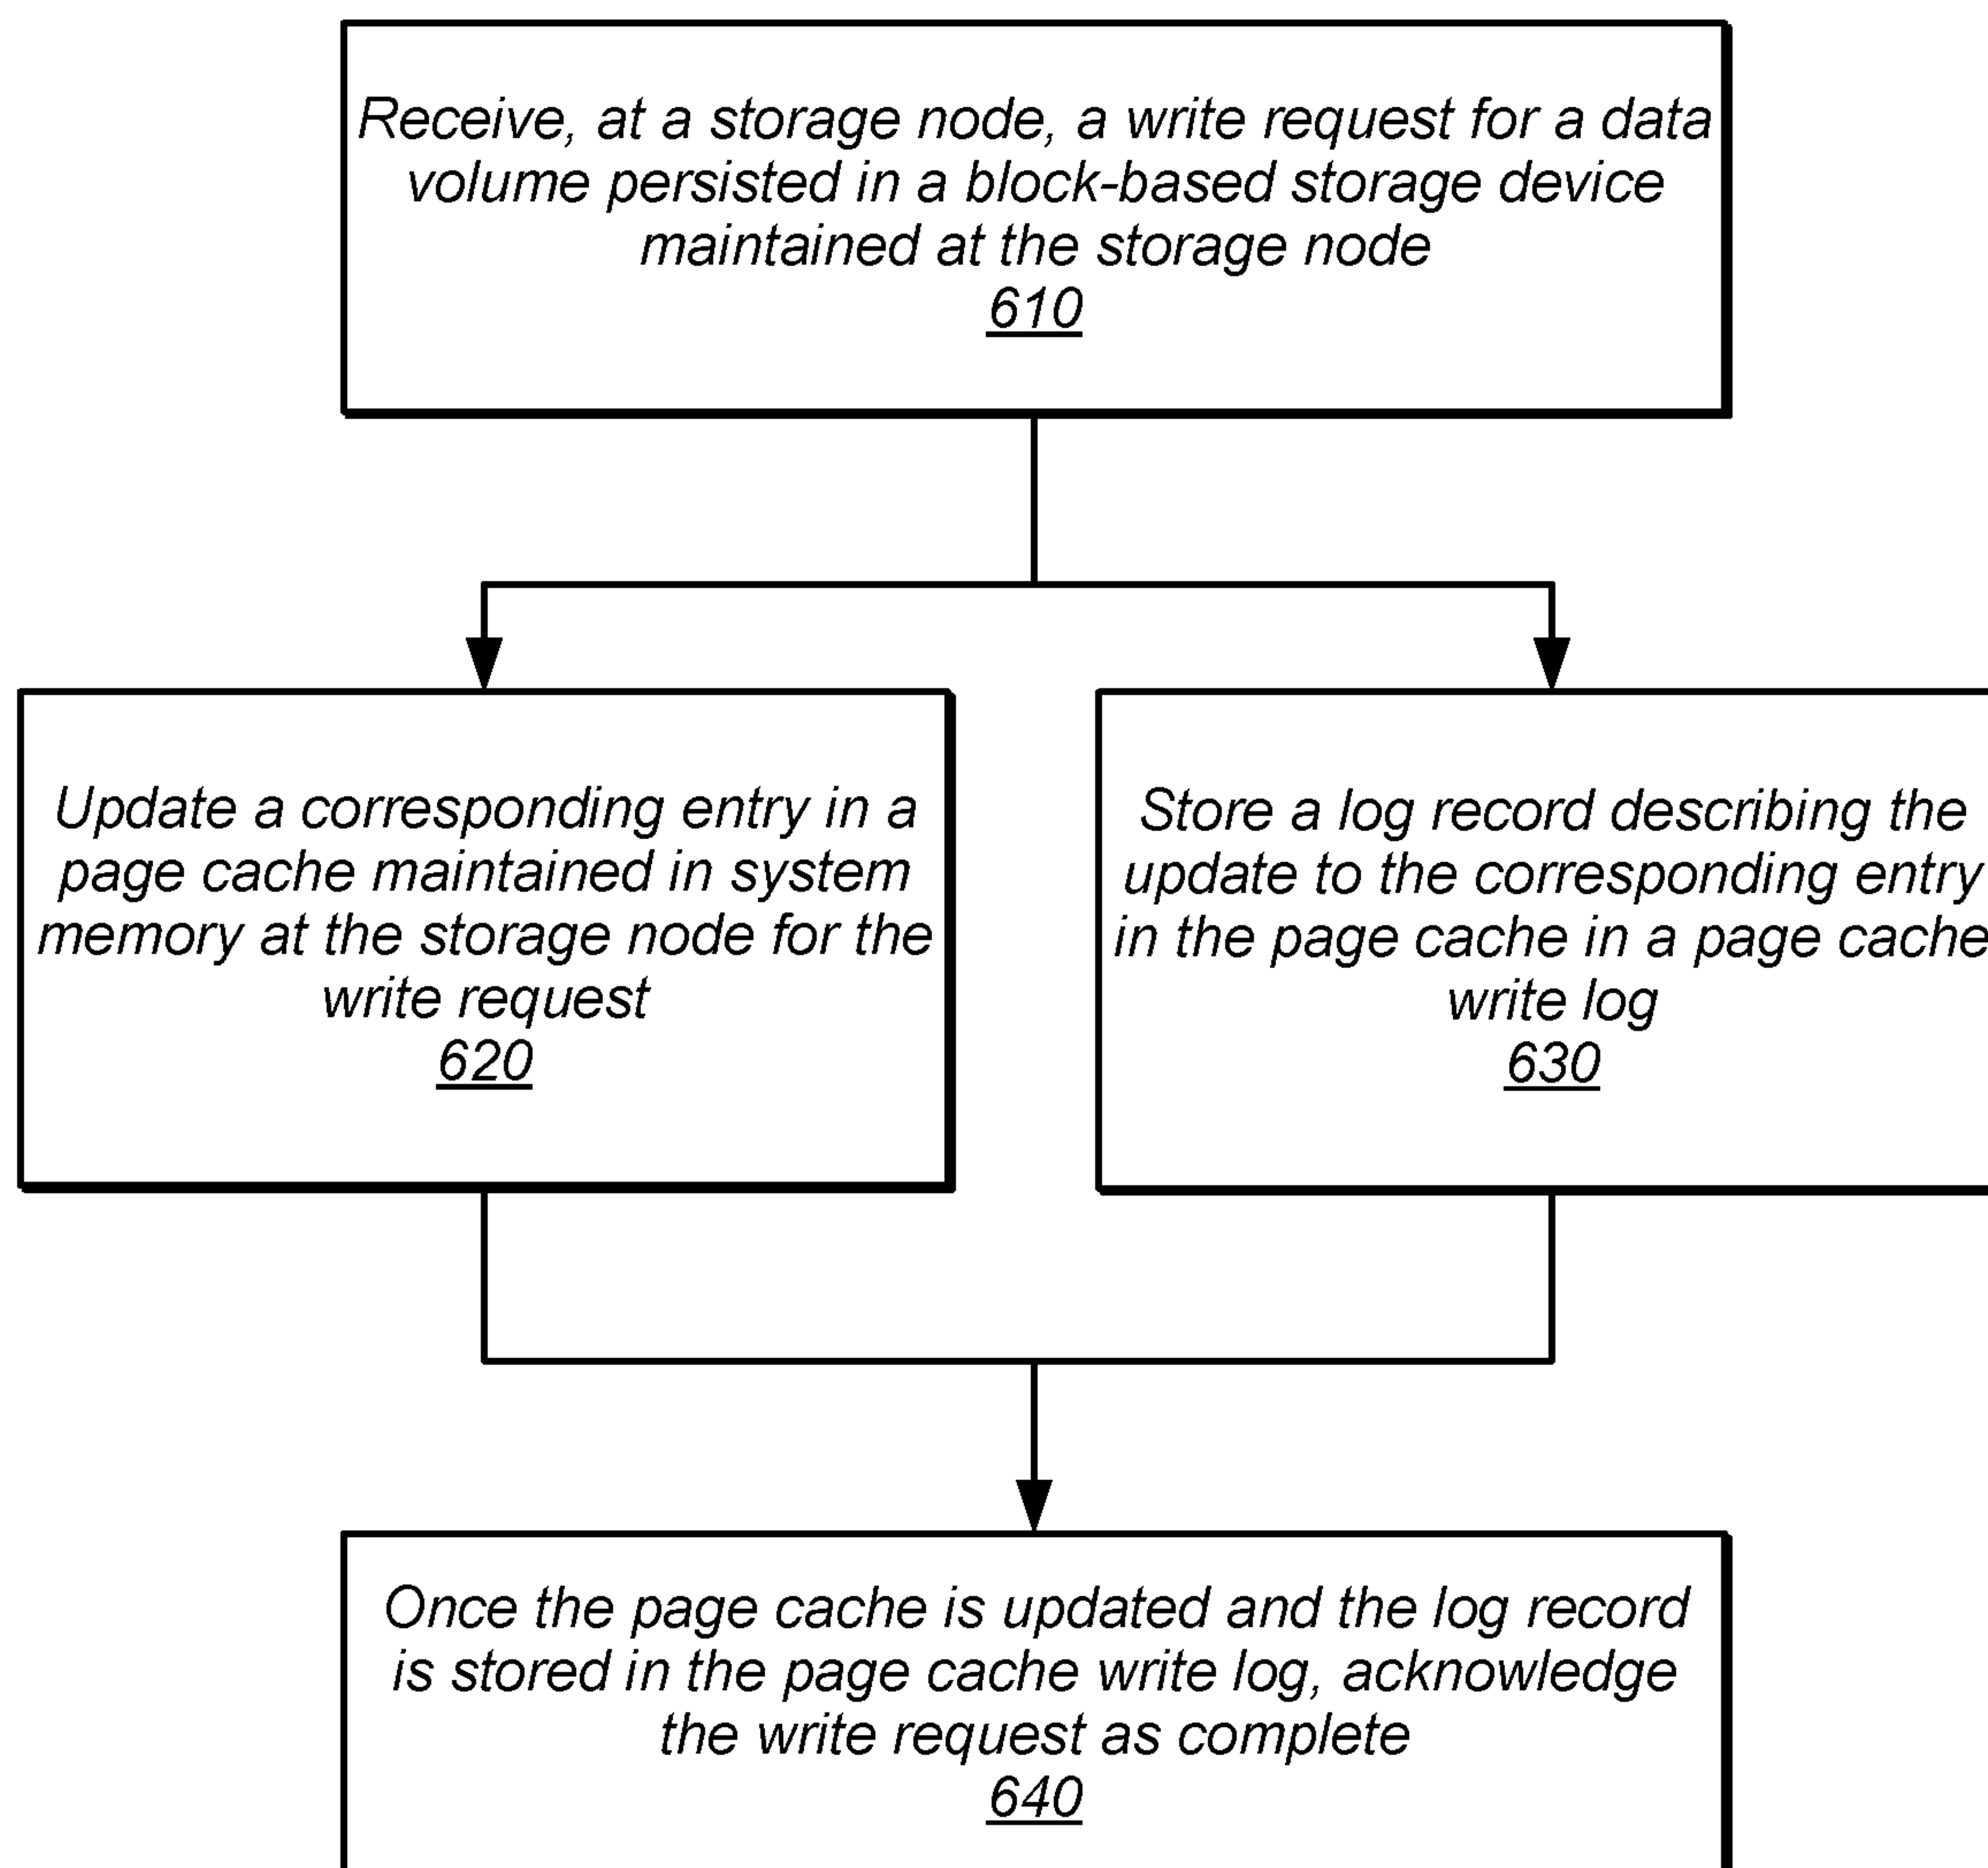 Receive, at a storage node, a write request for a data
volume persisted in a block-based storage device
maintained at the storage node
610
Update a corresponding entry in a
page cache maintained in system
memory at the storage node for the
write request
620
Store a log record describing the
update to the corresponding entry
in the page cache in a page cache
write log
630
Once the page cache is updated and the log record
is stored in the page cache write log, acknowledge
the write request as complete
640